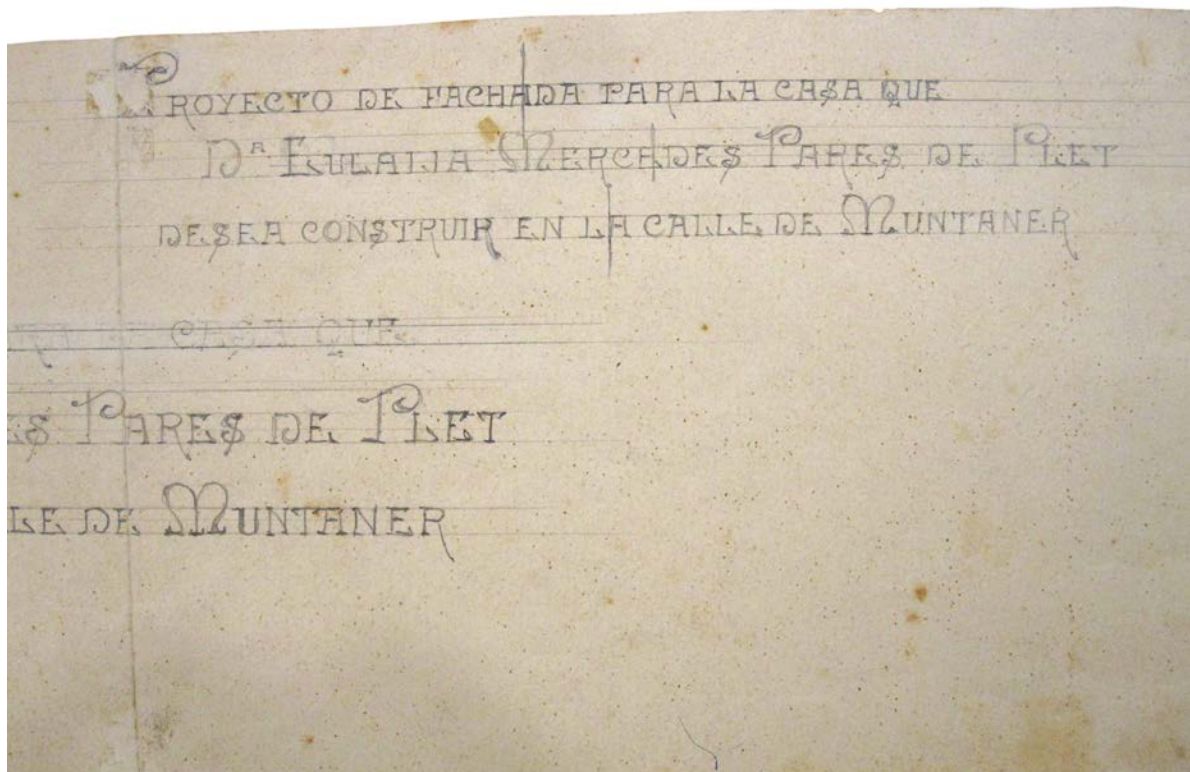 PROYECTO DE FACHADA PARA LA CASA QUE
Dª EULALIA MERCEDES PARES DE PLET
DESEA CONSTRUIR EN LA CALLE DE MUNTANER
CASA QUE
ES PARES DE PLET
LE DE MUNTANER